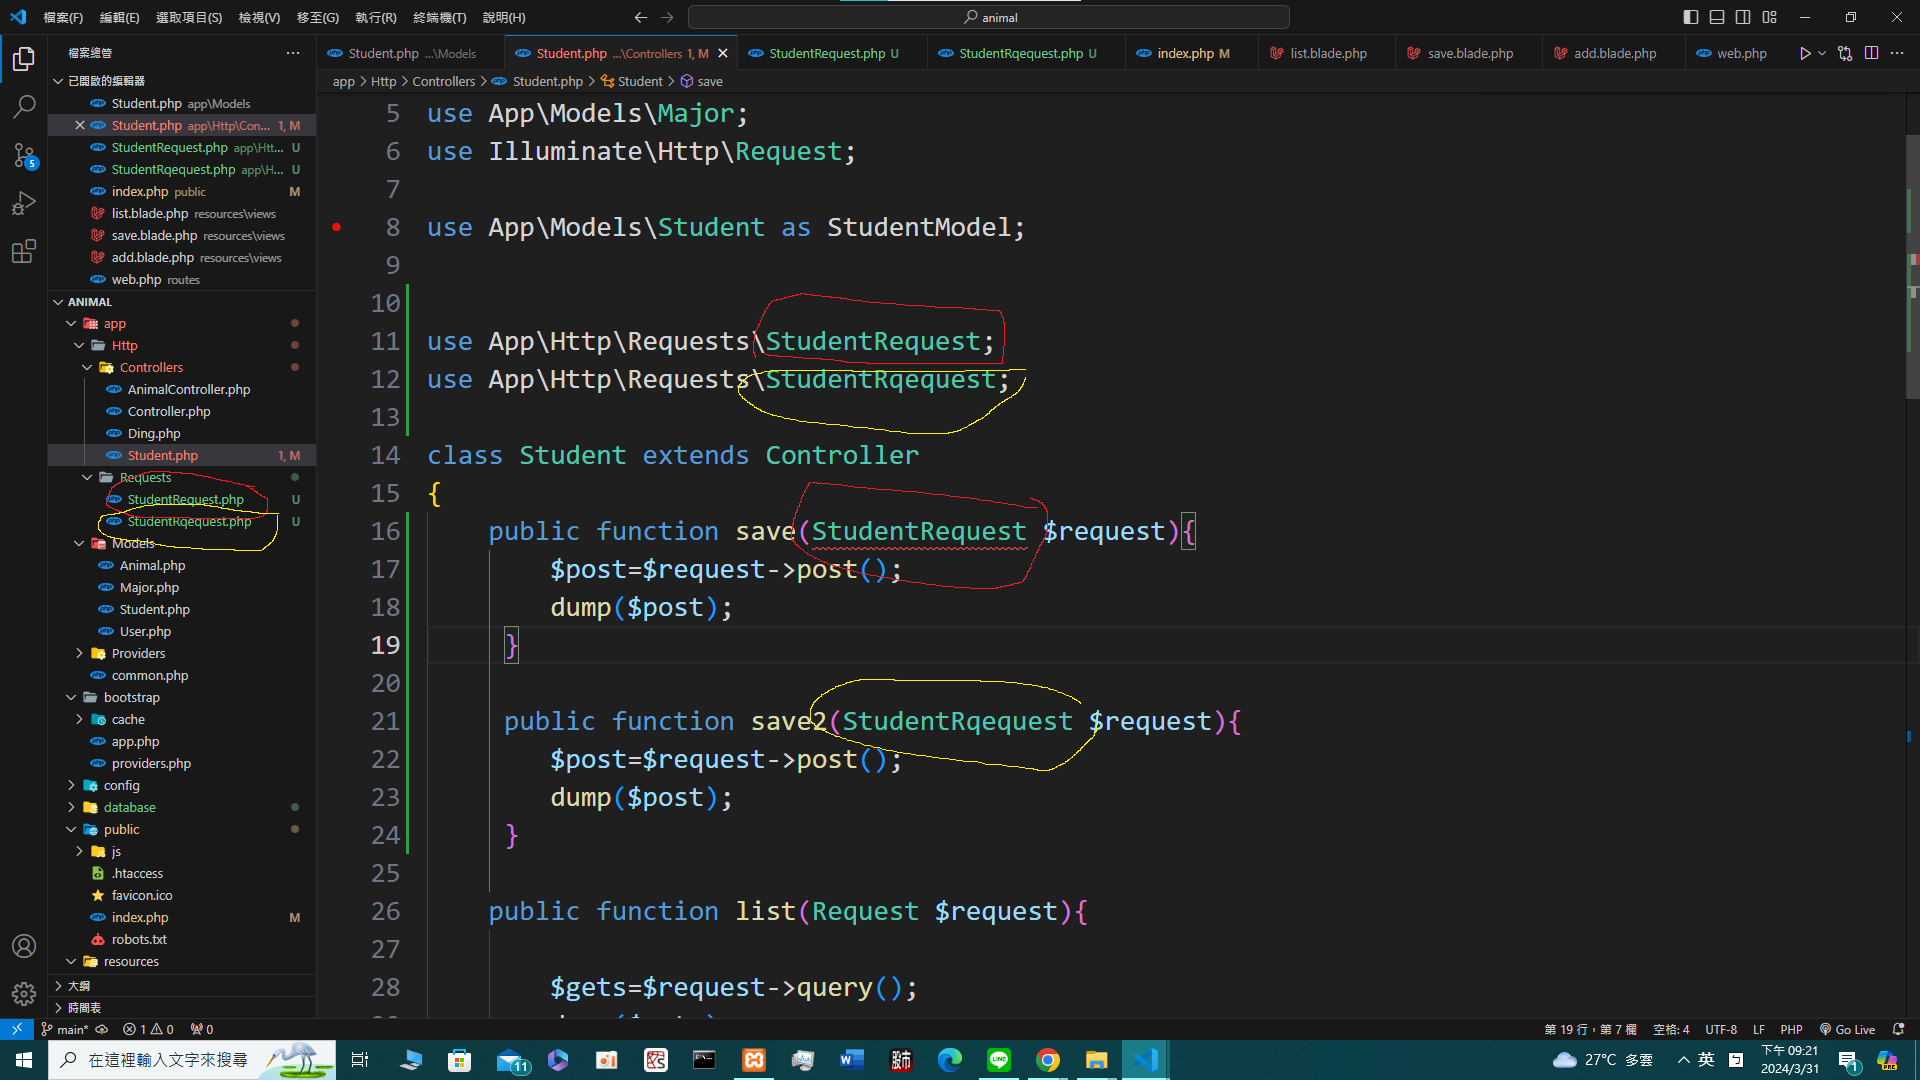 檔案(F) 編輯(E) 選取項目(S) 檢視(V) 移至(G) 執行(R) 終端機(T) 說明(H)
animal
檔案總管
Student.php ...\Models
Student.php ...\Controllers 1, M
StudentRequest.php U
StudentRqequest.php U
index.php M
list.blade.php
save.blade.php
add.blade.php
web.php
app > Http > Controllers > Student.php > Student > save
已開啟的編輯器
Student.php app\Models
Student.php app\Http\Con... 1, M
StudentRequest.php app\Htt... U
StudentRqequest.php app\H... U
index.php public M
list.blade.php resources\views
save.blade.php resources\views
add.blade.php resources\views
web.php routes
ANIMAL
app
Http
Controllers
AnimalController.php
Controller.php
Ding.php
Student.php 1, M
Requests
StudentRequest.php U
StudentRqequest.php U
Models
Animal.php
Major.php
Student.php
User.php
Providers
common.php
bootstrap
cache
app.php
providers.php
config
database
public
js
.htaccess
favicon.ico
index.php M
robots.txt
resources
大綱
時間表
5 use App\Models\Major;
6 use Illuminate\Http\Request;
7
8 use App\Models\Student as StudentModel;
9
10
11 use App\Http\Requests\StudentRequest;
12 use App\Http\Requests\StudentRqequest;
13
14 class Student extends Controller
15 {
16 public function save(StudentRequest $request){
17 $post=$request->post();
18 dump($post);
19 }
20
21 public function save2(StudentRqequest $request){
22 $post=$request->post();
23 dump($post);
24 }
25
26 public function list(Request $request){
27
28 $gets=$request->query();
5
main* 1 0 0
第 19 行，第 7 欄 空格: 4 UTF-8 LF PHP Go Live
在這裡輸入文字來搜尋
11
股市
LINE
27°C 多雲
英
下午 09:21
2024/3/31
1
PRE